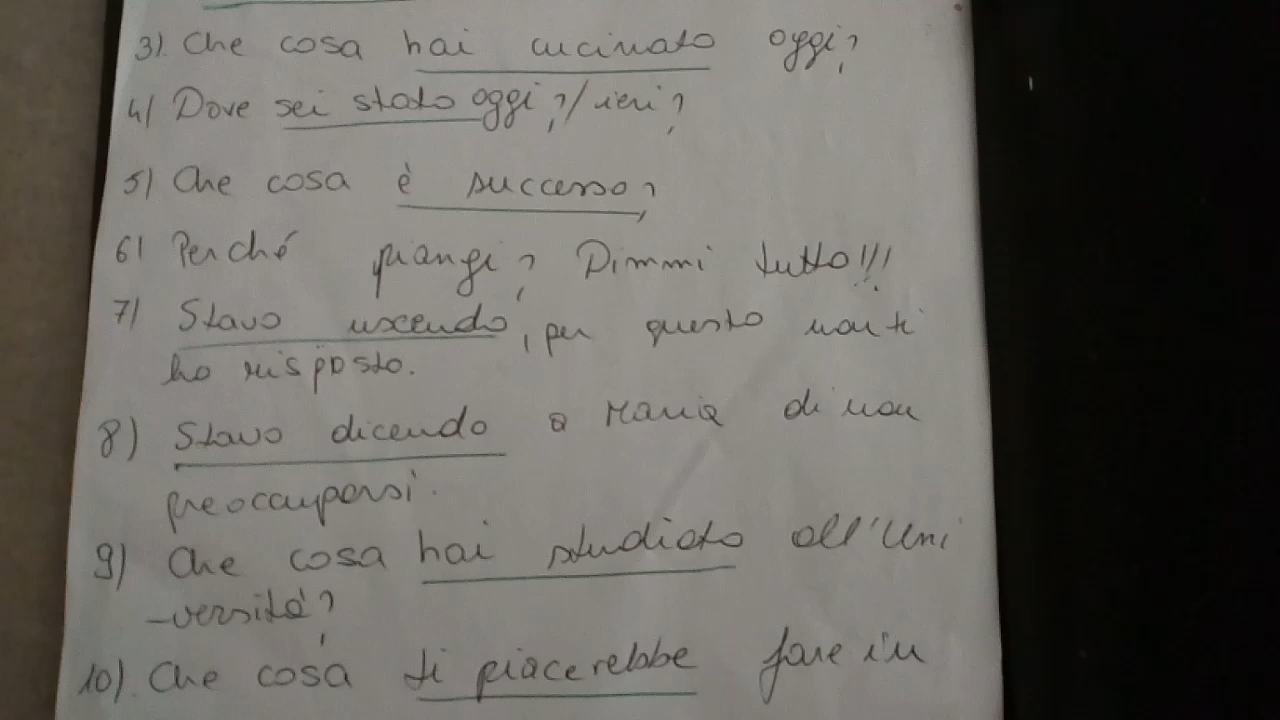 3) Che cosa hai cucinato oggi?
4) Dove sei stato oggi?/ieri?
5) Che cosa è successo?
6) Perché piangi? Dimmi tutto!!!
7) Stavo uscendo, per questo non ti
ho risposto.
8) Stavo dicendo a Maria di non
preoccuparsi.
9) Che cosa hai studiato all'Uni
-versità?
10) Che cosa ti piacerebbe fare in